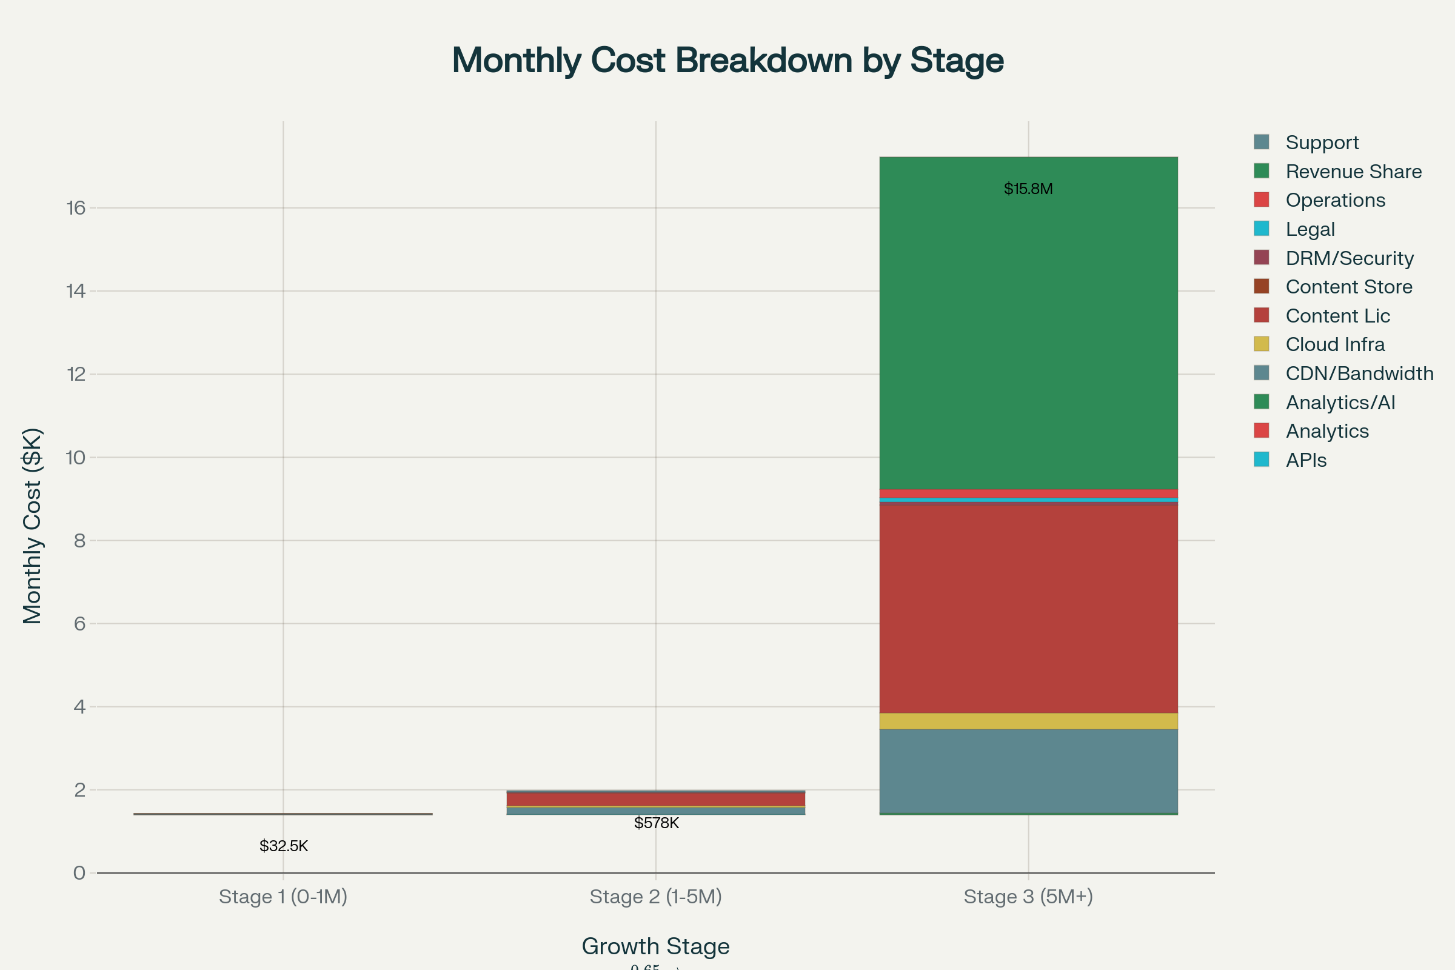 Monthly Cost Breakdown by Stage
Support
Revenue Share
Operations
Legal
DRM/Security
Content Store
Content Lic
Cloud Infra
CDN/Bandwidth
Analytics/AI
Analytics
APIs
Monthly Cost ($K)
16
14
12
10
8
6
4
2
0
$15.8M
$578K
$32.5K
Stage 1 (0-1M)
Stage 2 (1-5M)
Stage 3 (5M+)
Growth Stage